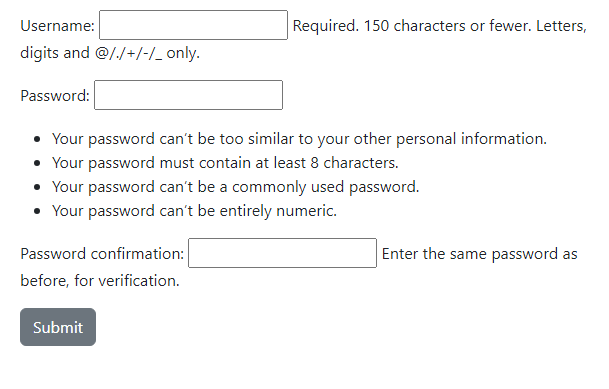 Username: Required. 150 characters or fewer. Letters,
digits and @/./+/-/_ only.
Password:
Your password can't be too similar to your other personal information.
Your password must contain at least 8 characters.
Your password can't be a commonly used password.
Your password can't be entirely numeric.
Password confirmation: Enter the same password as
before, for verification.
Submit